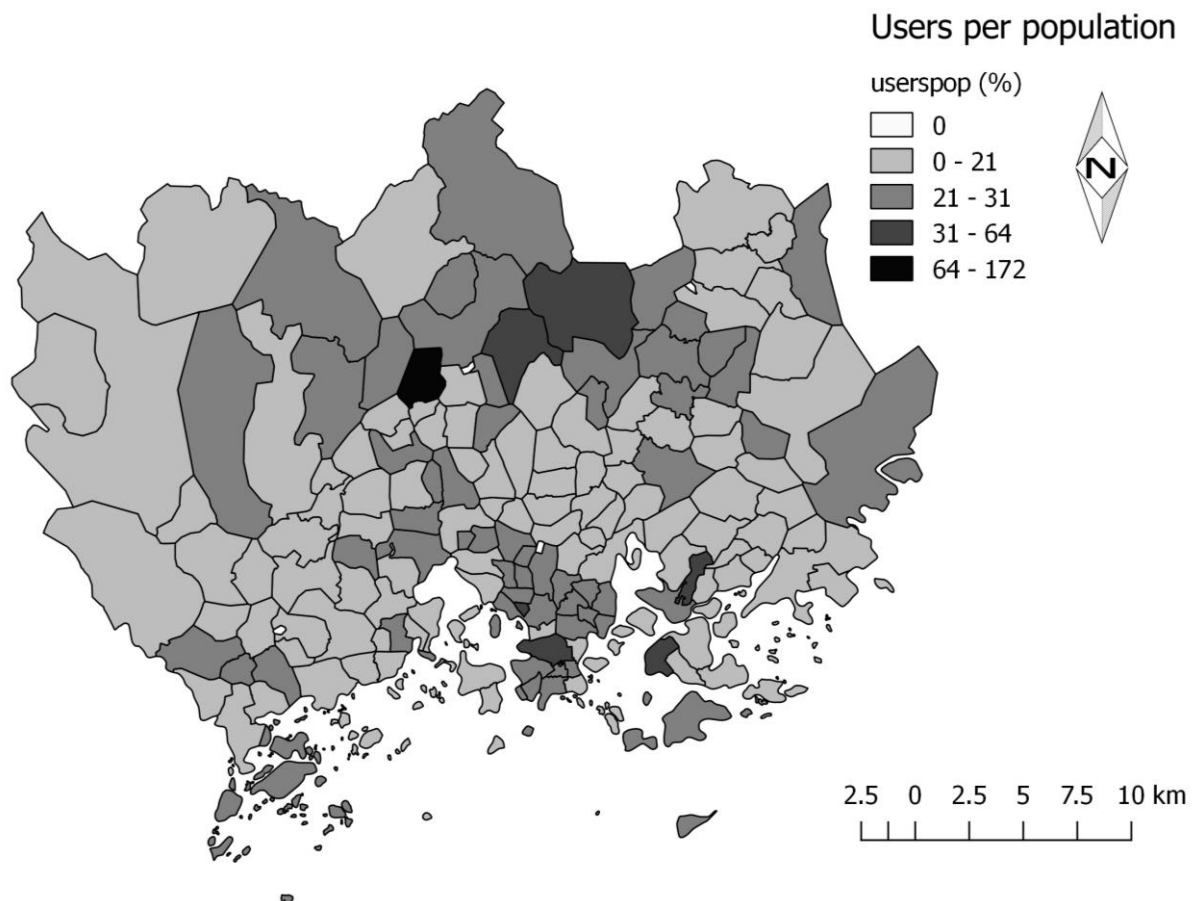 Users per population
userspop (%)
0
0 - 21
21 - 31
31 - 64
64 - 172
N
2.5 0 2.5 5 7.5 10 km